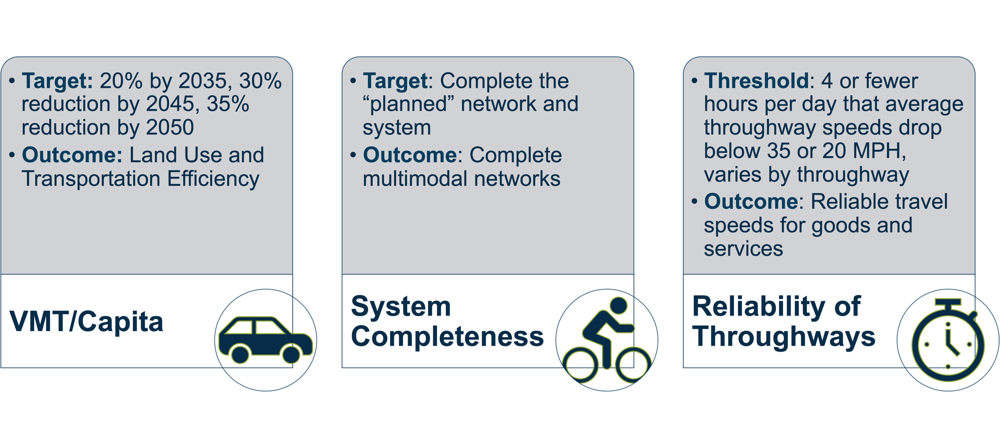 • Target: 20% by 2035, 30%
reduction by 2045, 35%
reduction by 2050
• Outcome: Land Use and
Transportation Efficiency
VMT/Capita
• Target: Complete the
“planned” network and
system
• Outcome: Complete
multimodal networks
System
Completeness
• Threshold: 4 or fewer
hours per day that average
throughway speeds drop
below 35 or 20 MPH,
varies by throughway
• Outcome: Reliable travel
speeds for goods and
services
Reliability of
Throughways